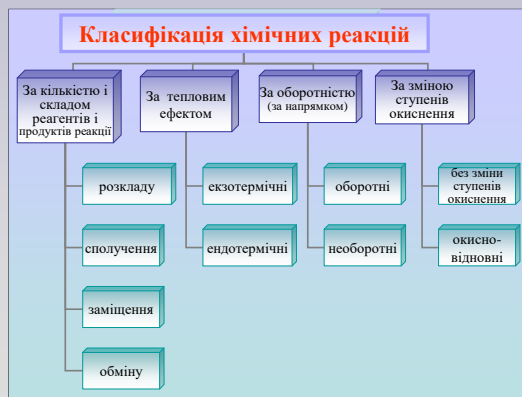 Класифікація хімічних реакцій
За кількістю і
складом
реагентів і
продуктів реакції
За тепловим
ефектом
За оборотністю
(за напрямком)
За зміною
ступенів
окиснення
розкладу
сполучення
заміщення
обміну
екзотермічні
ендотермічні
оборотні
необоротні
без зміни
ступенів
окиснення
окисно-
відновні